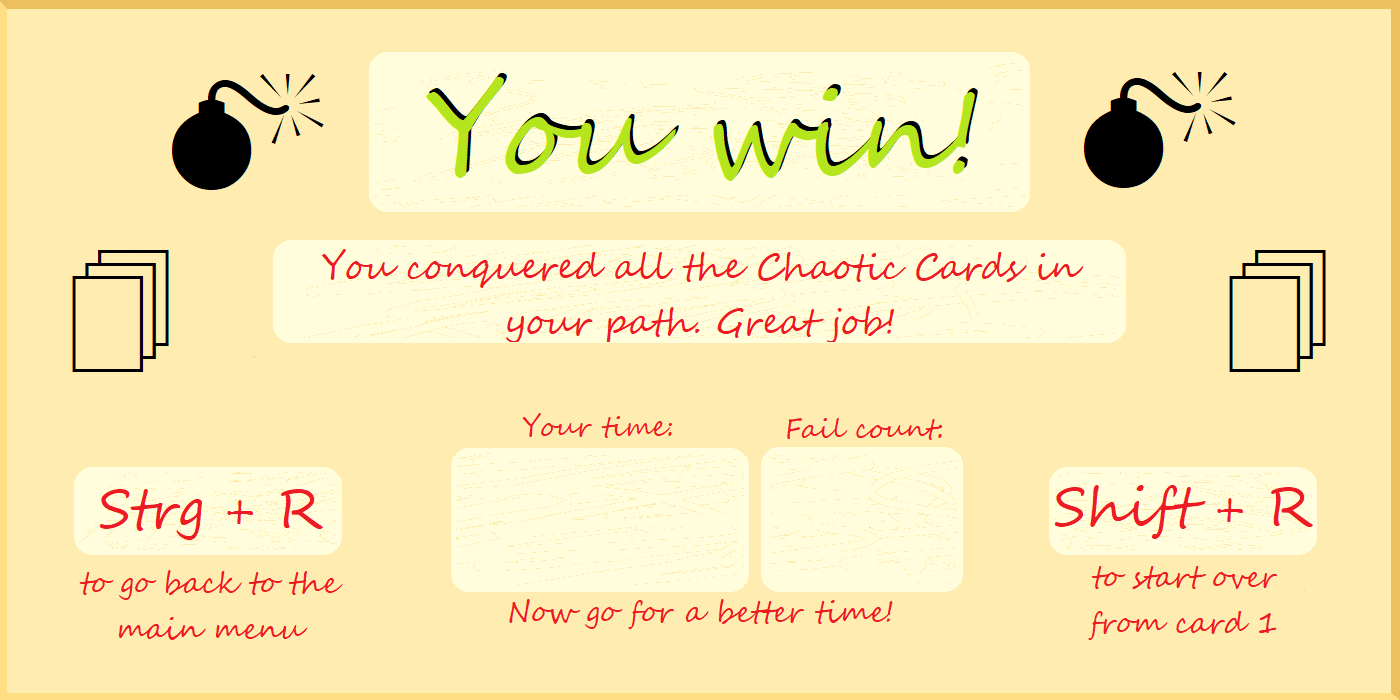 You win!
You conquered all the Chaotic Cards in
your path. Great job!
Your time:
Fail count:
Strg + R
to go back to the
main menu
Shift + R
to start over
from card 1
Now go for a better time!